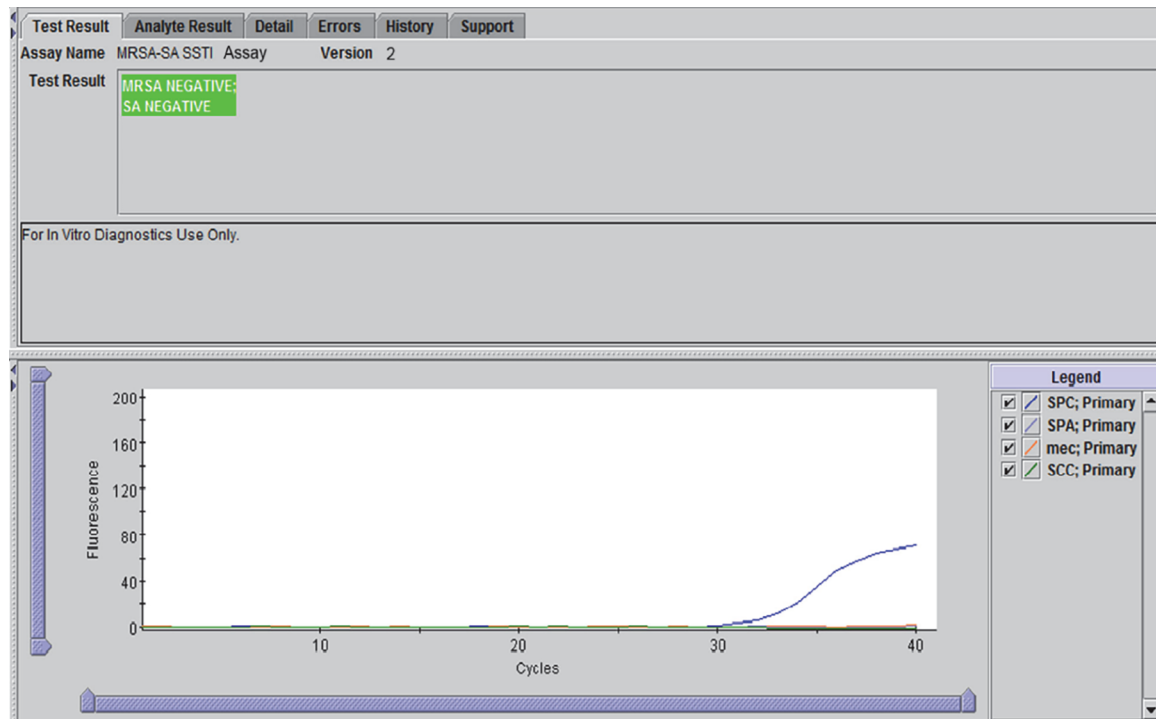 Test Result Analyte Result Detail Errors History Support
Assay Name MRSA-SA SSTI Assay Version 2
Test Result
MRSA NEGATIVE;
SA NEGATIVE
For In Vitro Diagnostics Use Only.
200
160
120
80
40
0
Fluorescence
10 20 30 40
Cycles
Legend
SPC; Primary
SPA; Primary
mec; Primary
SCC; Primary